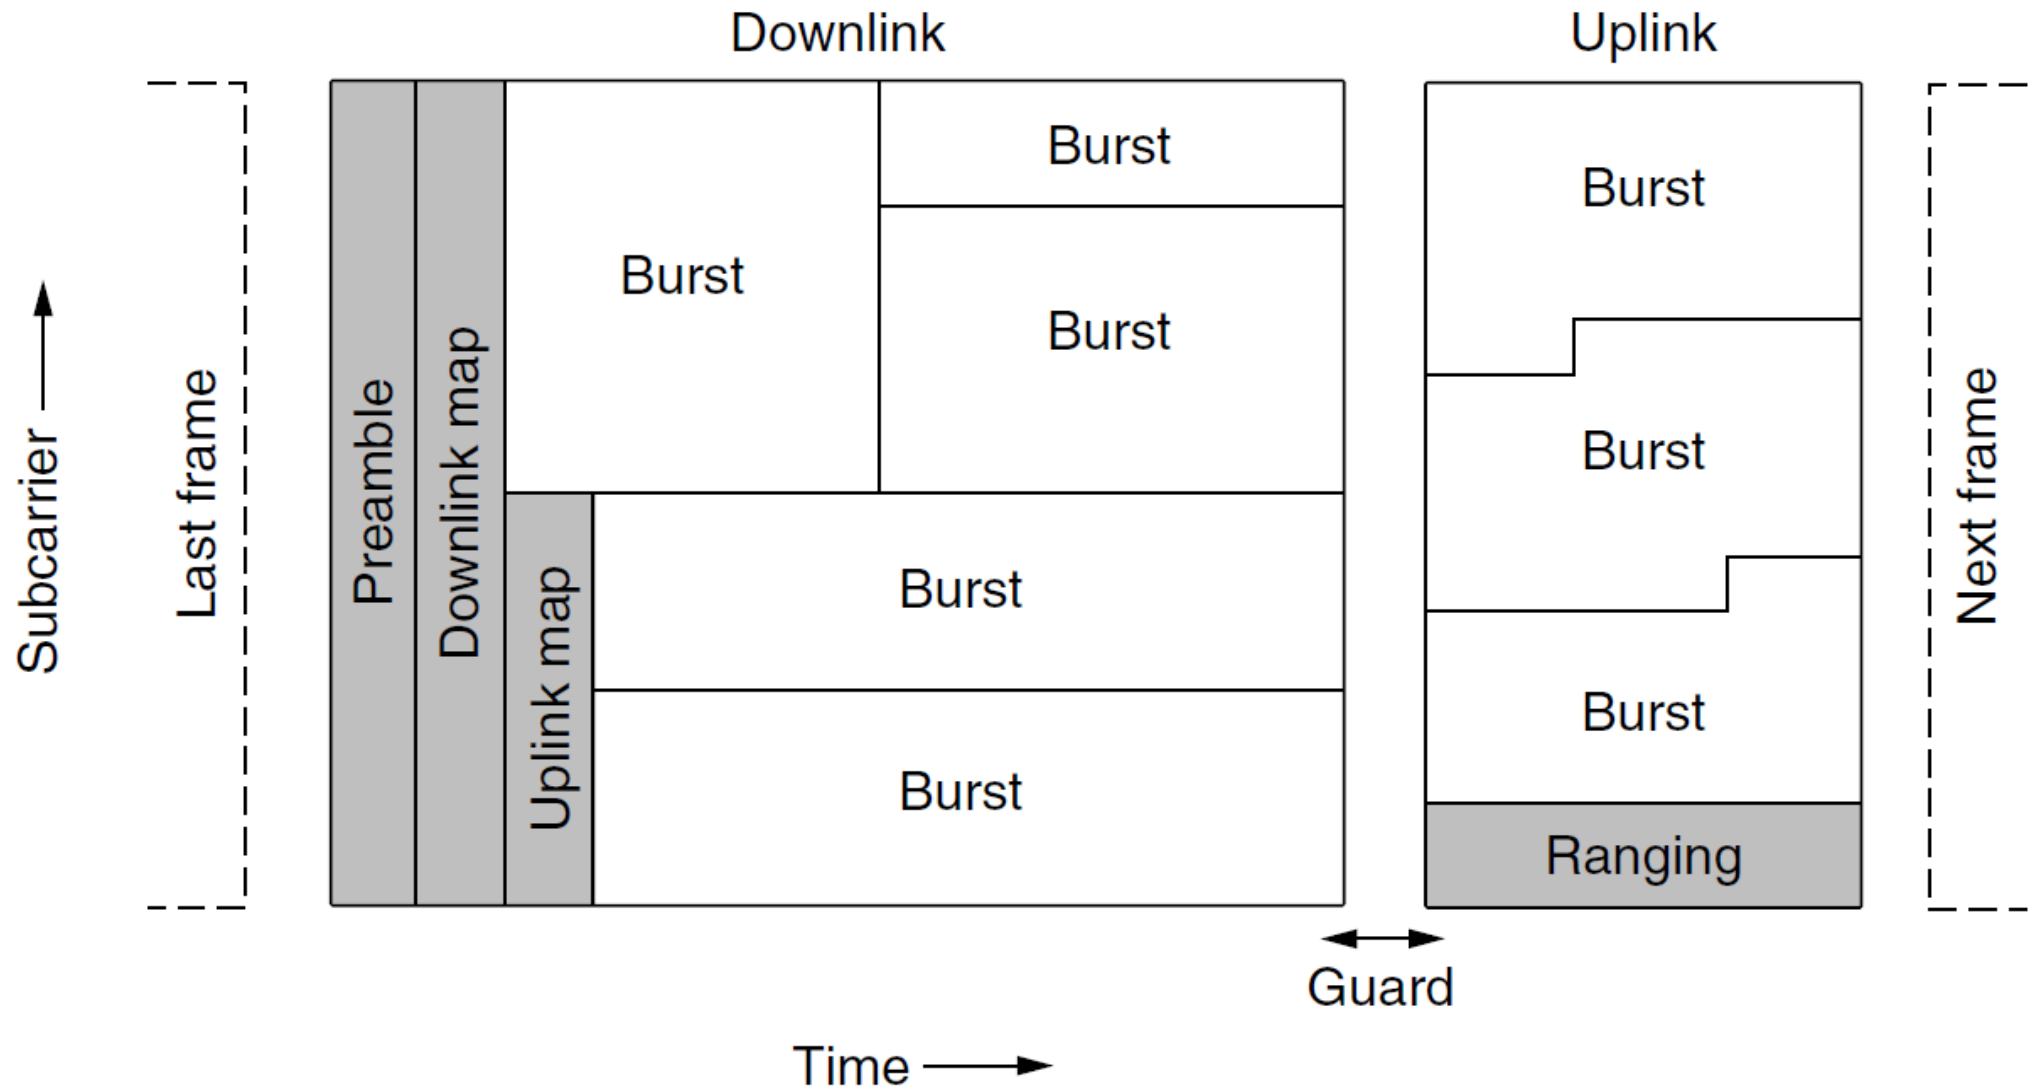 Downlink
Uplink
Burst
Burst
Burst
Burst
Burst
Burst
Burst
Burst
Ranging
Subcarrier
Last frame
Preamble
Downlink map
Uplink map
Next frame
Guard
Time